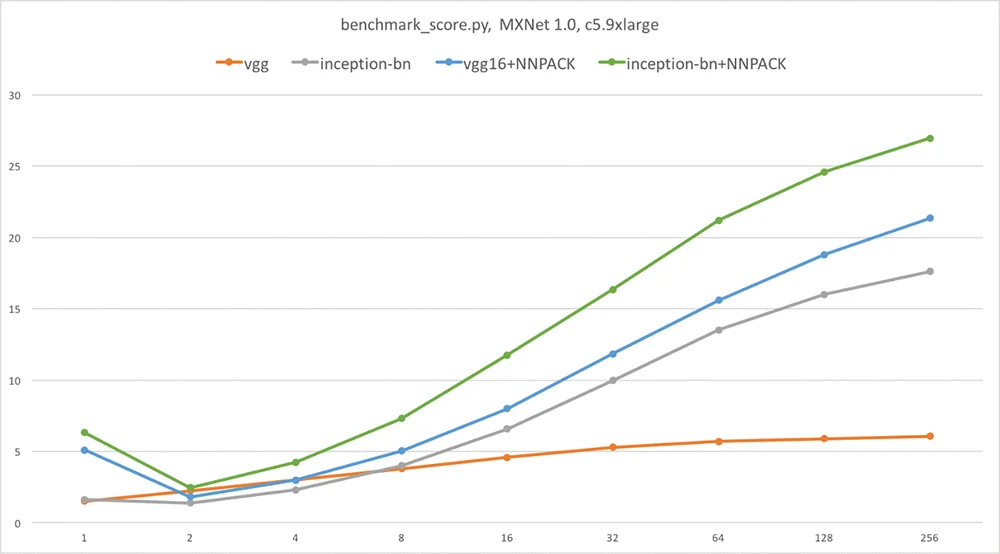 benchmark_score.py, MXNet 1.0, c5.9xlarge
vgg inception-bn vgg16+NNPACK inception-bn+NNPACK
30
25
20
15
10
5
0
1 2 4 8 16 32 64 128 256